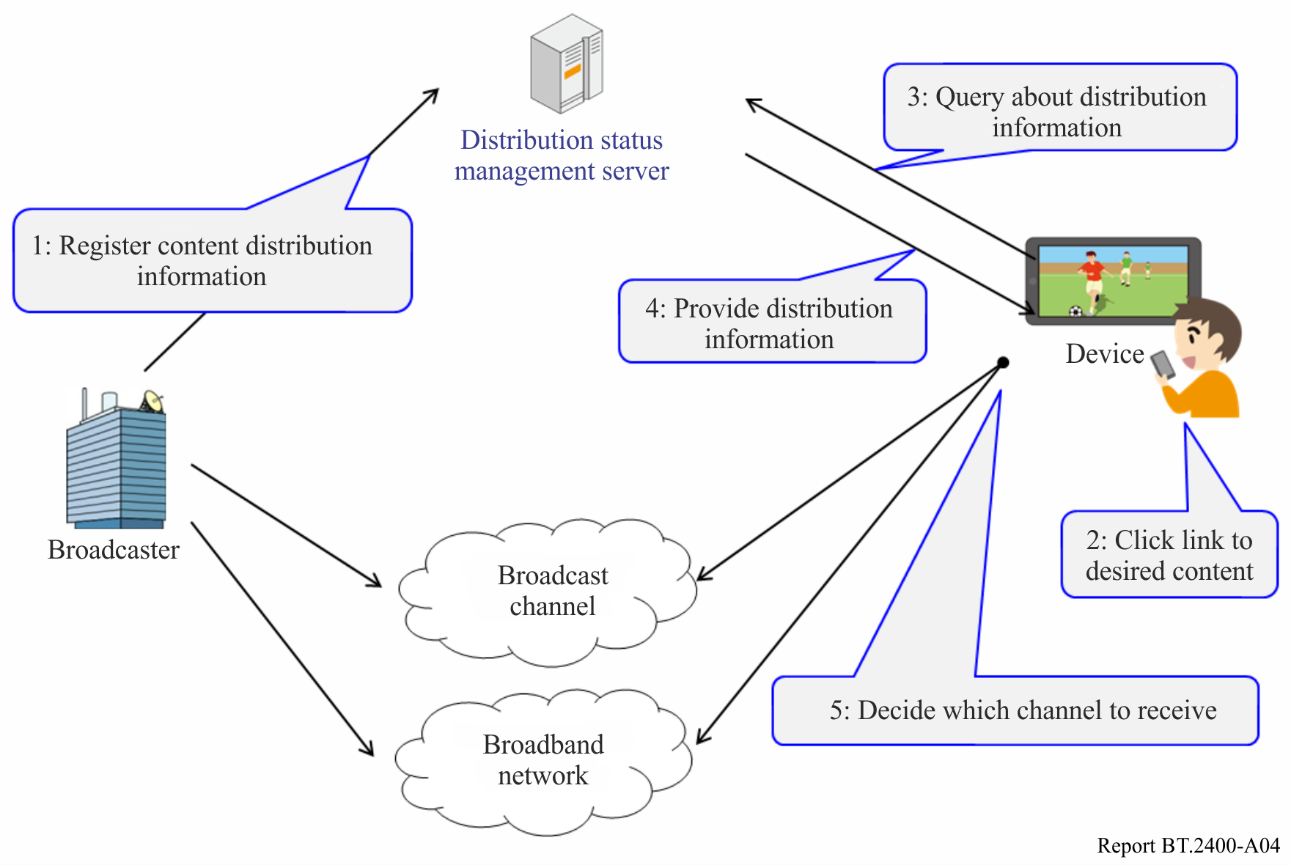 Distribution status
management server
3: Query about distribution
information
1: Register content distribution
information
4: Provide distribution
information
Device
Broadcaster
2: Click link to
desired content
Broadcast
channel
5: Decide which channel to receive
Broadband
network
Report BT.2400-A04